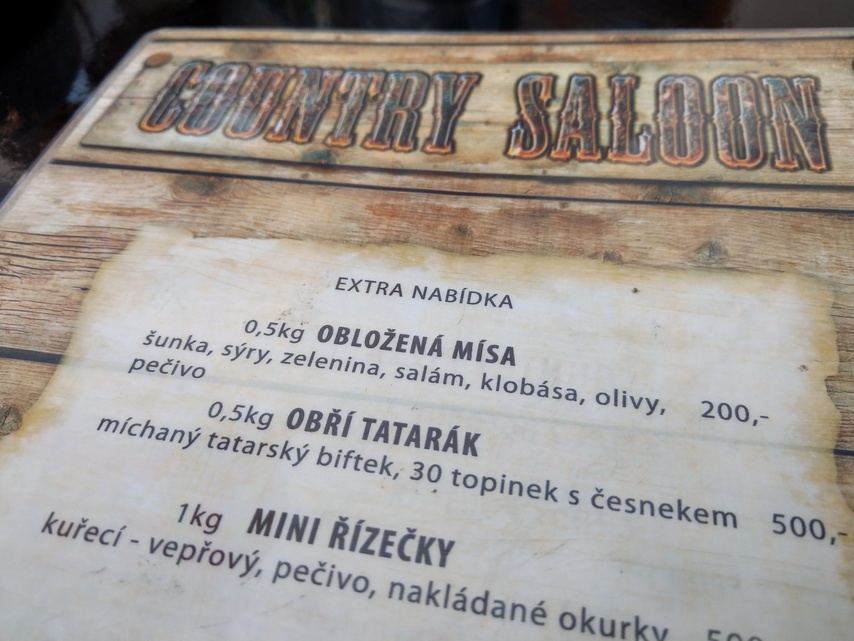 COUNTRY SALOON
EXTRA NABÍDKA
0,5kg OBLOŽENÁ MÍSA
šunka, sýry, zelenina, salám, klobása, olivy, 200,-
pečivo
0,5kg OBŘÍ TATARÁK
míchaný tatarský biftek, 30 topinek s česnekem 500,-
1kg MINI ŘÍZEČKY
kuřecí - vepřový, pečivo, nakládané okurky